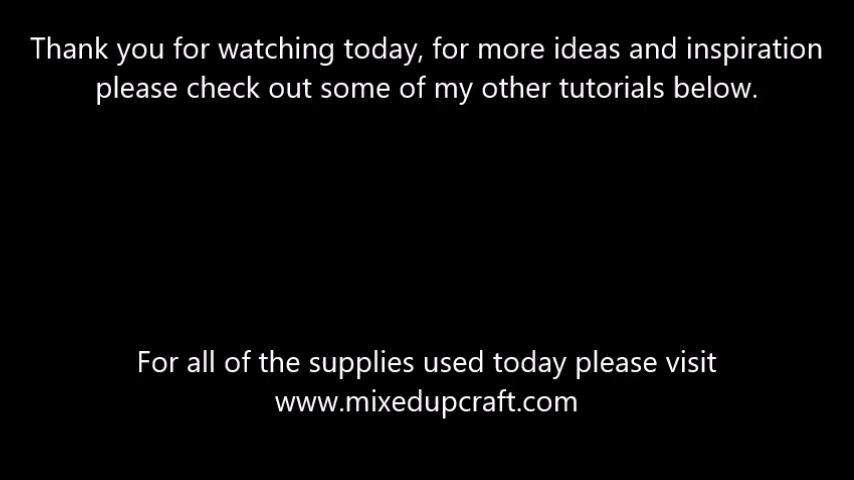 Thank you for watching today, for more ideas and inspiration
please check out some of my other tutorials below.
For all of the supplies used today please visit
www.mixedupcraft.com